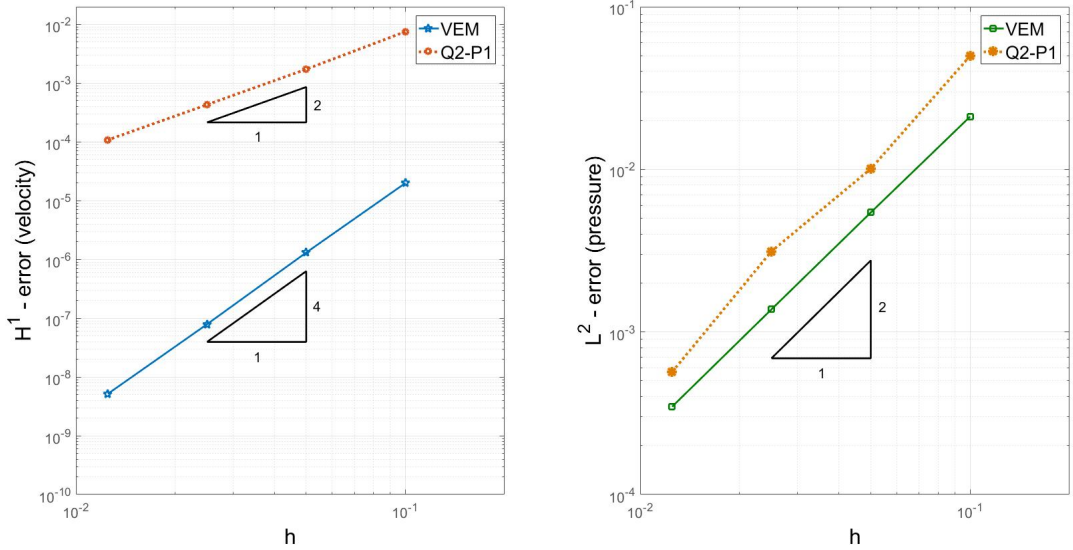 10^-2
10^-3
10^-4
10^-5
10^-6
10^-7
10^-8
10^-9
10^-10
H^1 - error (velocity)
VEM
Q2-P1
2
1
4
1
10^-2
10^-1
h
10^-1
10^-2
10^-3
10^-4
L^2 - error (pressure)
VEM
Q2-P1
2
1
10^-2
10^-1
h